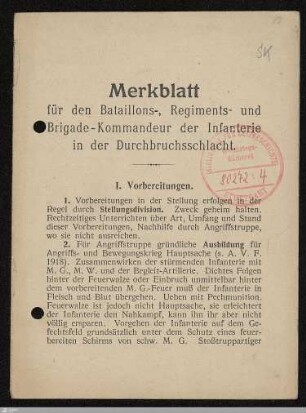 Merkblatt
für den Bataillons-, Regiments- und
Brigade-Kommandeur der Infanterie
in der Durchbruchsschlacht.
80272:4
I. Vorbereitungen.
1. Vorbereitungen in der Stellung erfolgen in der
Regel durch Stellungsdivision. Zweck geheim halten.
Rechtzeitiges Unterrichten über Art, Umfang und Stand
dieser Vorbereitungen, Nachhilfe durch Angriffstruppe,
wo sie nicht ausreichen.
2. Für Angriffstruppe gründliche Ausbildung für
Angriffs- und Bewegungskrieg Hauptsache (s. A. V. F.
1918). Zusammenwirken der stürmenden Infanterie mit
M. G., M. W. und der Begleit-Artillerie. Dichtes Folgen
hinter der Feuerwalze oder Einbruch unmittelbar hinter
dem vorbereitenden M. G.-Feuer muß der Infanterie in
Fleisch und Blut übergehen. Ueben mit Pechmunition.
Feuerwalze ist jedoch nicht Hauptsache, sie erleichtert
der Infanterie den Nahkampf, kann ihn ihr aber nicht
völlig ersparen. Vorgehen der Infanterie auf dem Ge-
fechtsfeld grundsätzlich unter dem Schutz eines feuer-
bereiten Schirms von schw. M. G. Stoßtruppartiger